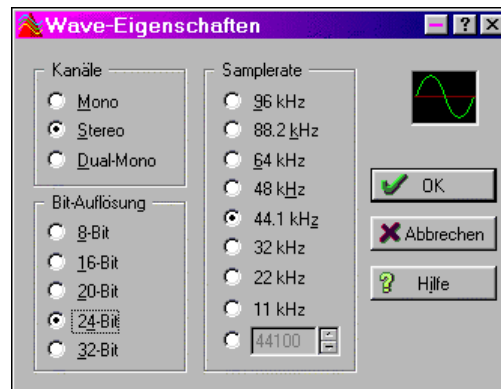 Wave-Eigenschaften
Kanäle
Mono
Stereo
Dual-Mono
Bit-Auflösung
8-Bit
16-Bit
20-Bit
24-Bit
32-Bit
Samplerate
96 kHz
88.2 kHz
64 kHz
48 kHz
44.1 kHz
32 kHz
22 kHz
11 kHz
44100
OK
Abbrechen
Hilfe